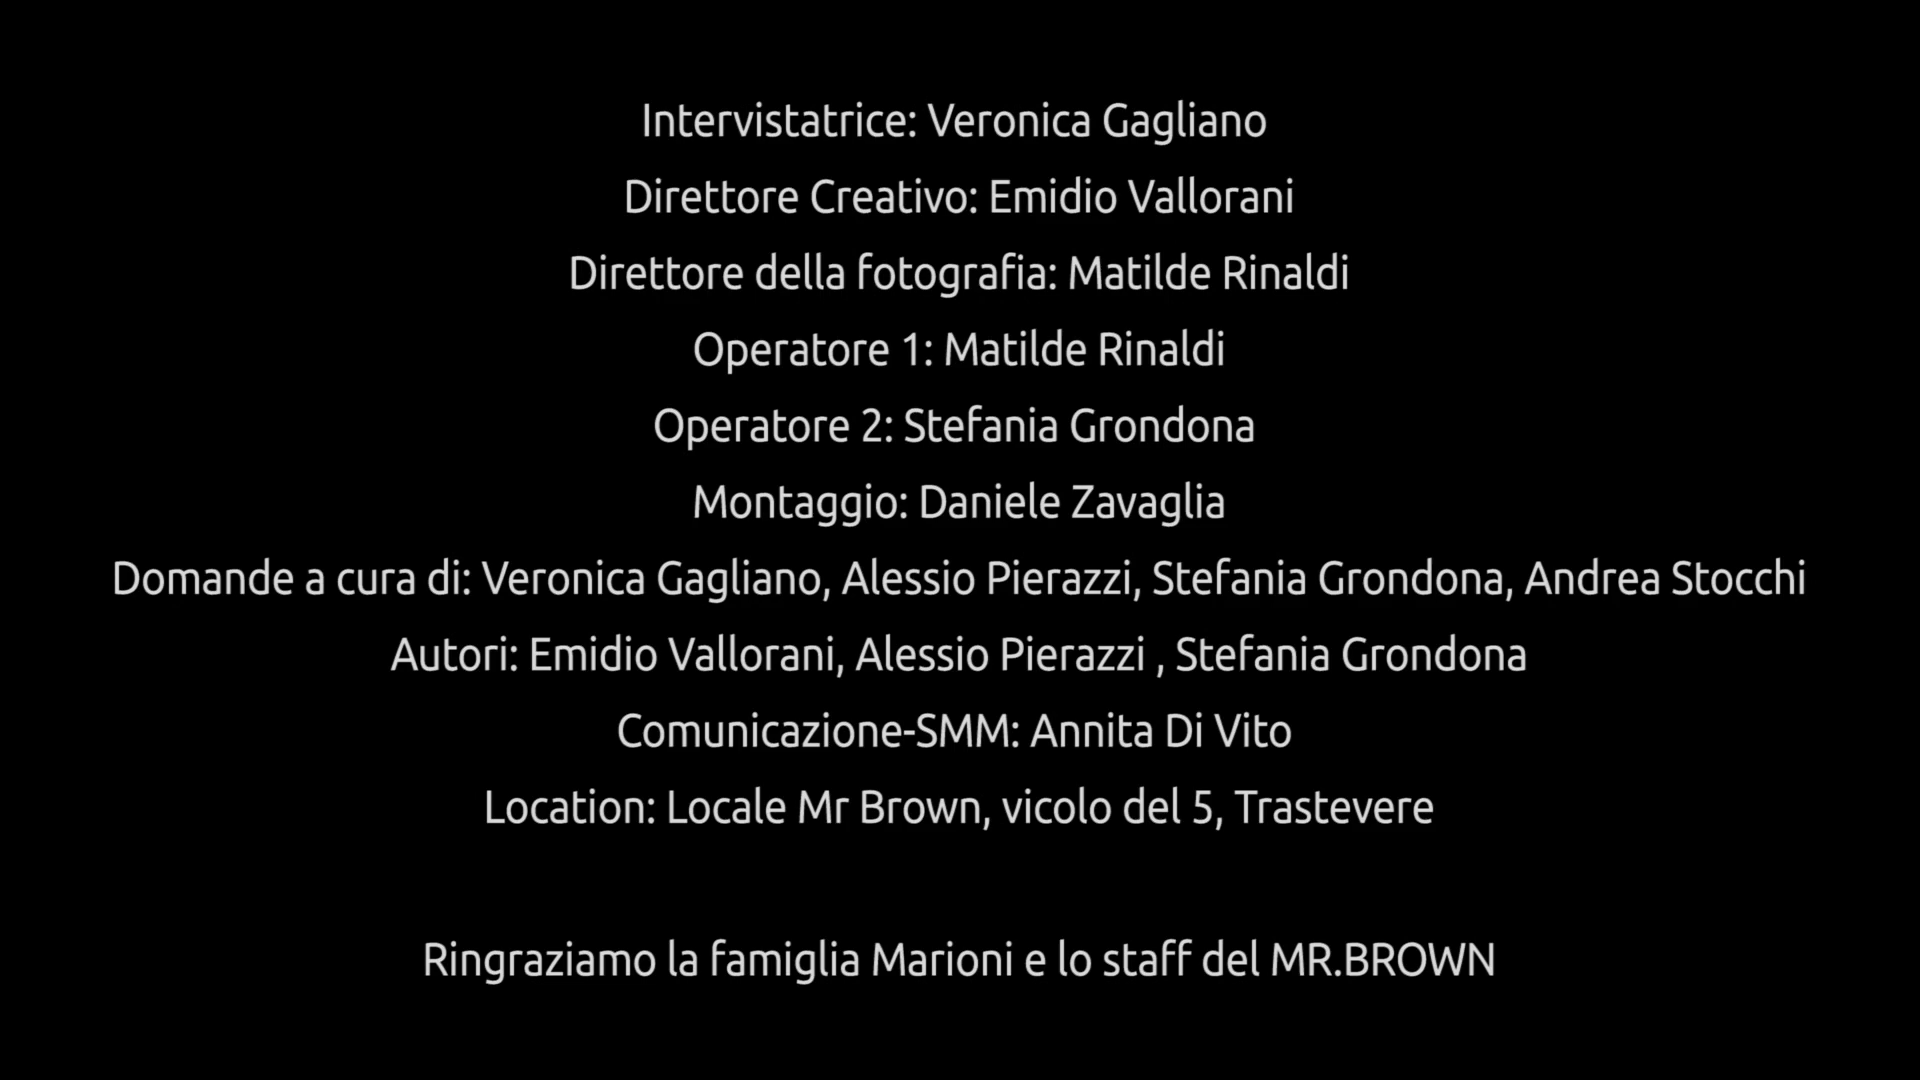 Intervistatrice: Veronica Gagliano
Direttore Creativo: Emidio Vallorani
Direttore della fotografia: Matilde Rinaldi
Operatore 1: Matilde Rinaldi
Operatore 2: Stefania Grondona
Montaggio: Daniele Zavaglia
Domande a cura di: Veronica Gagliano, Alessio Pierazzi, Stefania Grondona, Andrea Stocchi
Autori: Emidio Vallorani, Alessio Pierazzi , Stefania Grondona
Comunicazione-SMM: Annita Di Vito
Location: Locale Mr Brown, vicolo del 5, Trastevere
Ringraziamo la famiglia Marioni e lo staff del MR.BROWN